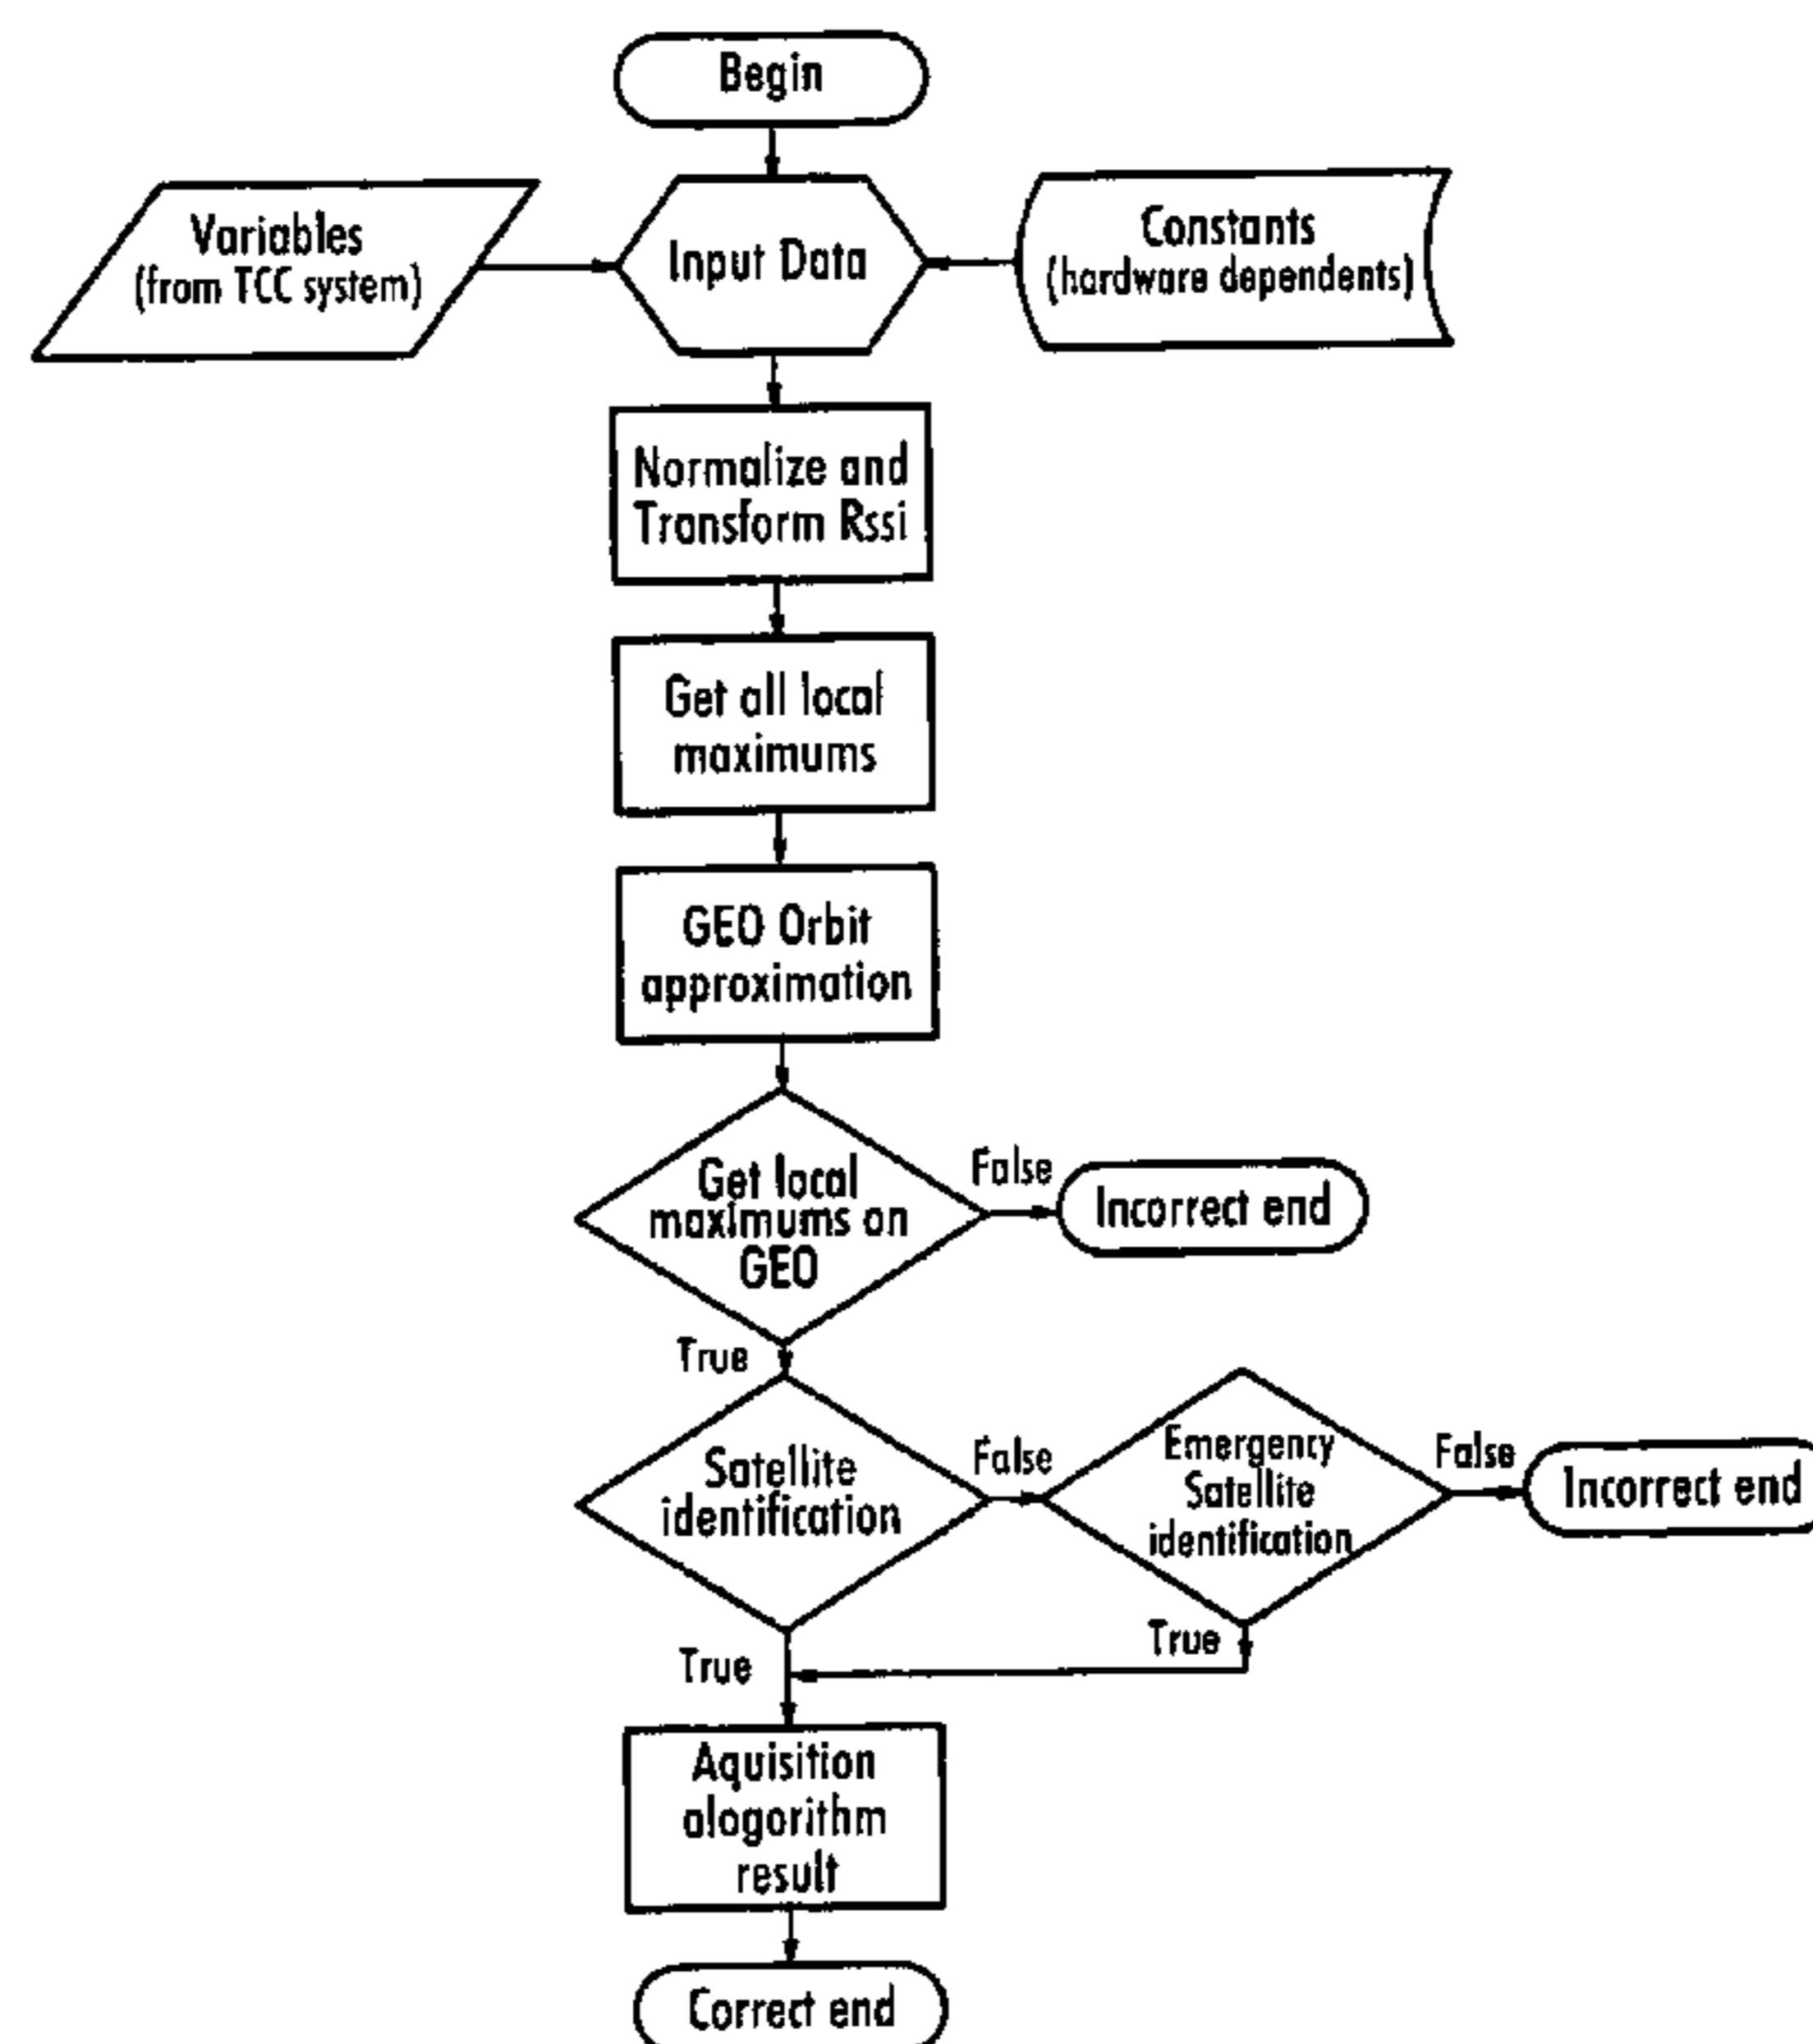 Begin
Variables
(from TCC system)
Input Data
Constants
(hardware dependents)
Normalize and
Transform Rssi
Get all local
maximums
GEO Orbit
approximation
Get local
maximums on
GEO
False
Incorrect end
True
Satellite
identification
False
Emergency
Satellite
identification
False
Incorrect end
True
True
Aquisition
alogorithm
result
Correct end